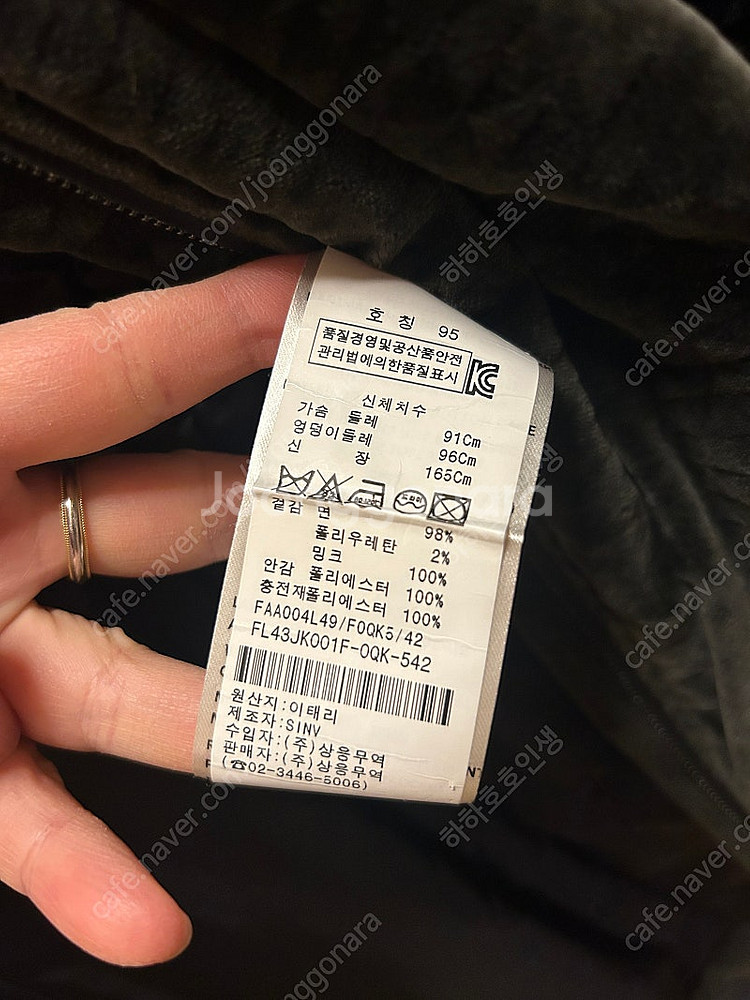 호 칭 95
품질경영및공산품안전
관리법에의한품질표시
신체치수
가슴 둘레 91Cm
엉덩이둘레 96Cm
신 장 165Cm
겉감 면 98%
폴리우레탄 2%
밍크 100%
안감 폴리에스터 100%
충전재폴리에스터 100%
FAA004L49/F0QK5/42
FL43JK001F-0QK-542
원산지:이태리
제조자:SINV
수입자:(주)상응무역
판매자:(주)상응무역
(☎02-3446-5006)
Joonggonara
cafe.naver.com/joonggonara
하하호호인생